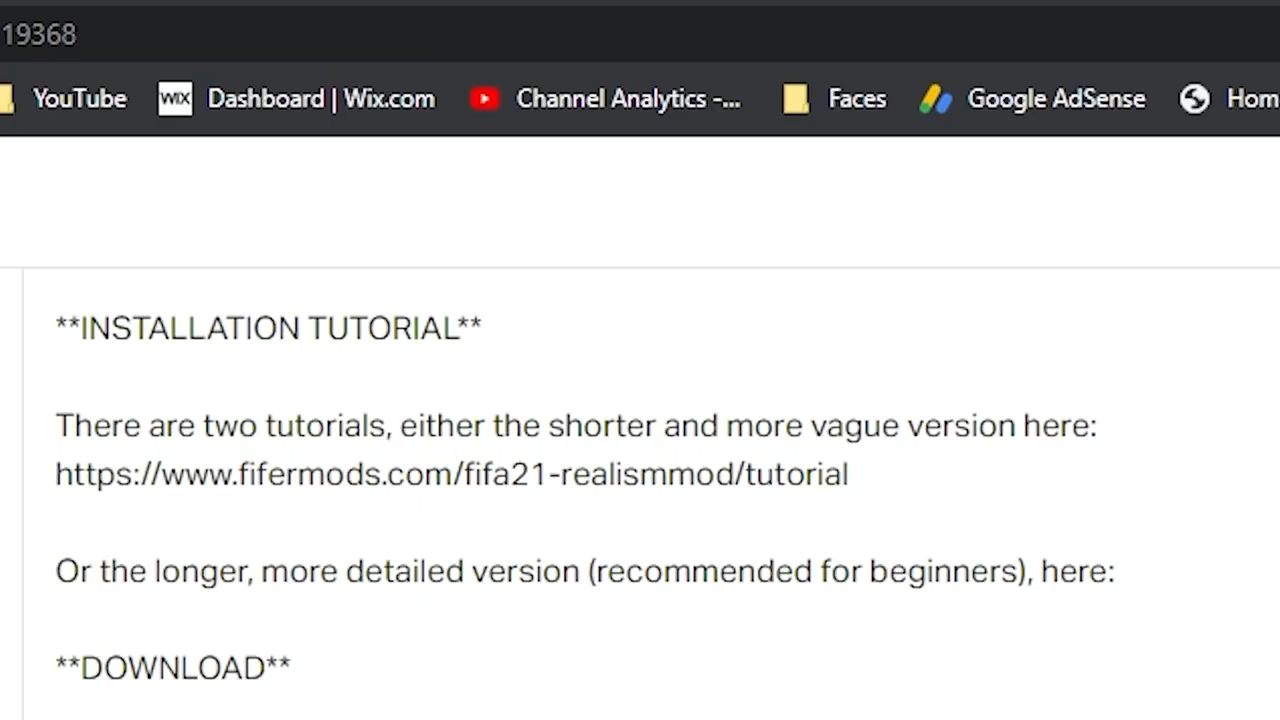 19368
YouTube WIX Dashboard | Wix.com Channel Analytics -... Faces Google AdSense Hom
**INSTALLATION TUTORIAL**
There are two tutorials, either the shorter and more vague version here:
https://www.fifermods.com/fifa21-realismmod/tutorial
Or the longer, more detailed version (recommended for beginners), here:
**DOWNLOAD**